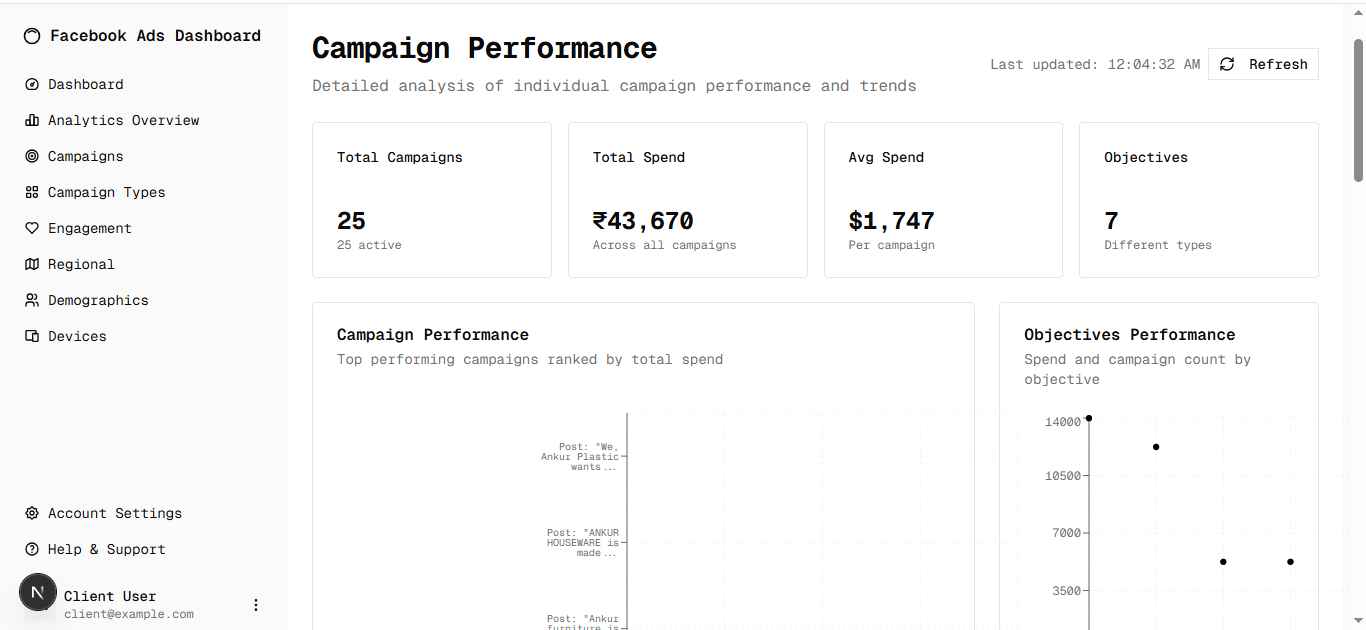 Facebook Ads Dashboard
Dashboard
Analytics Overview
Campaigns
Campaign Types
Engagement
Regional
Demographics
Devices
Account Settings
Help & Support
N
Client User
client@example.com
Campaign Performance
Detailed analysis of individual campaign performance and trends
Last updated: 12:04:32 AM
Refresh
Total Campaigns
25
25 active
Total Spend
₹43,670
Across all campaigns
Avg Spend
$1,747
Per campaign
Objectives
7
Different types
Campaign Performance
Top performing campaigns ranked by total spend
Post: "We,
Ankur Plastic
wants...
Post: "ANKUR
HOUSEWARE is
made...
Post: "Ankur
furniture is
Objectives Performance
Spend and campaign count by
objective
14000
10500
7000
3500